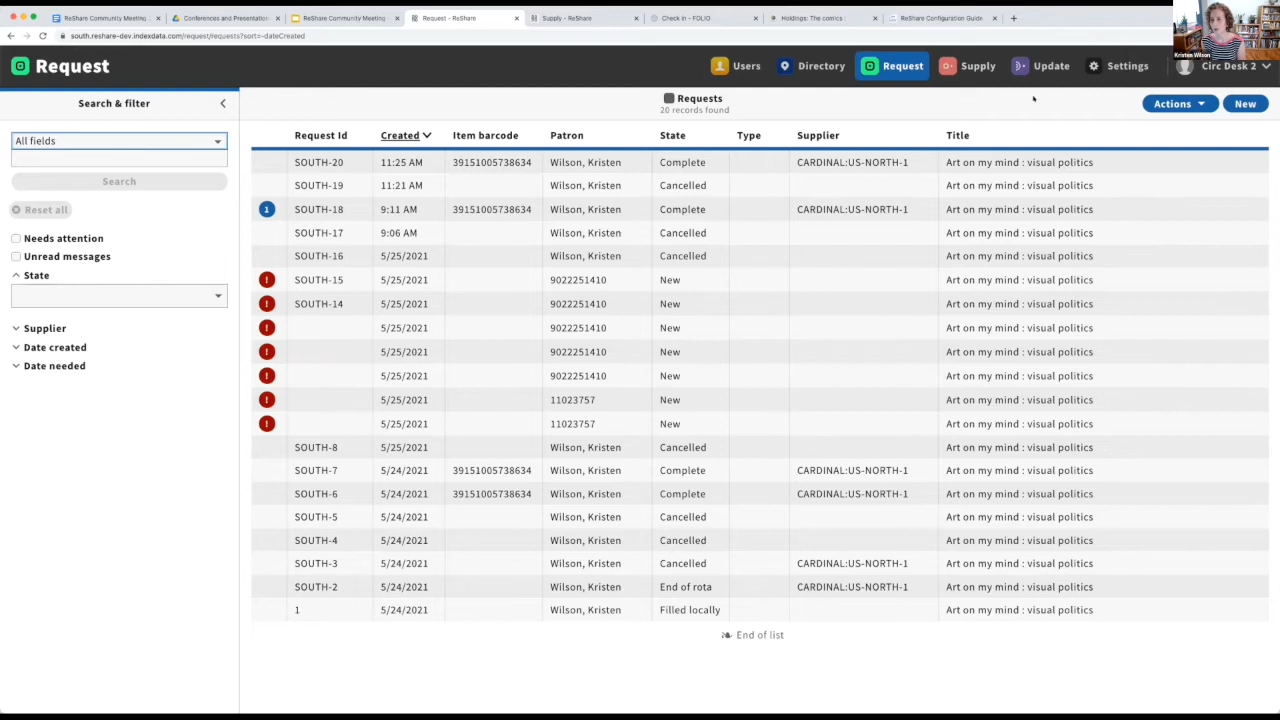 ReShare Community Meeting
Conferences and Presentation
ReShare Community Meeting
Request - ReShare
Supply - ReShare
Check in - FOLIO
Holdings: The comics :
ReShare Configuration Guide
south.reshare-dev.indexdata.com/request/requests?sort=-dateCreated
Kristen Wilson
Request
Users
Directory
Request
Supply
Update
Settings
Circ Desk 2
Search & filter
All fields
Search
Reset all
Needs attention
Unread messages
State
Supplier
Date created
Date needed
Requests
20 records found
Actions
New
Request Id Created Item barcode Patron State Type Supplier Title
SOUTH-20 11:25 AM 39151005738634 Wilson, Kristen Complete CARDINAL:US-NORTH-1 Art on my mind : visual politics
SOUTH-19 11:21 AM Wilson, Kristen Cancelled Art on my mind : visual politics
1 SOUTH-18 9:11 AM 39151005738634 Wilson, Kristen Complete CARDINAL:US-NORTH-1 Art on my mind : visual politics
SOUTH-17 9:06 AM Wilson, Kristen Cancelled Art on my mind : visual politics
SOUTH-16 5/25/2021 Wilson, Kristen Cancelled Art on my mind : visual politics
! SOUTH-15 5/25/2021 9022251410 New Art on my mind : visual politics
! SOUTH-14 5/25/2021 9022251410 New Art on my mind : visual politics
! 5/25/2021 9022251410 New Art on my mind : visual politics
! 5/25/2021 9022251410 New Art on my mind : visual politics
! 5/25/2021 9022251410 New Art on my mind : visual politics
! 5/25/2021 11023757 New Art on my mind : visual politics
! 5/25/2021 11023757 New Art on my mind : visual politics
SOUTH-8 5/25/2021 Wilson, Kristen Cancelled Art on my mind : visual politics
SOUTH-7 5/24/2021 39151005738634 Wilson, Kristen Complete CARDINAL:US-NORTH-1 Art on my mind : visual politics
SOUTH-6 5/24/2021 39151005738634 Wilson, Kristen Complete CARDINAL:US-NORTH-1 Art on my mind : visual politics
SOUTH-5 5/24/2021 Wilson, Kristen Cancelled Art on my mind : visual politics
SOUTH-4 5/24/2021 Wilson, Kristen Cancelled Art on my mind : visual politics
SOUTH-3 5/24/2021 Wilson, Kristen Cancelled CARDINAL:US-NORTH-1 Art on my mind : visual politics
SOUTH-2 5/24/2021 Wilson, Kristen End of rota CARDINAL:US-NORTH-1 Art on my mind : visual politics
1 5/24/2021 Wilson, Kristen Filled locally Art on my mind : visual politics
End of list